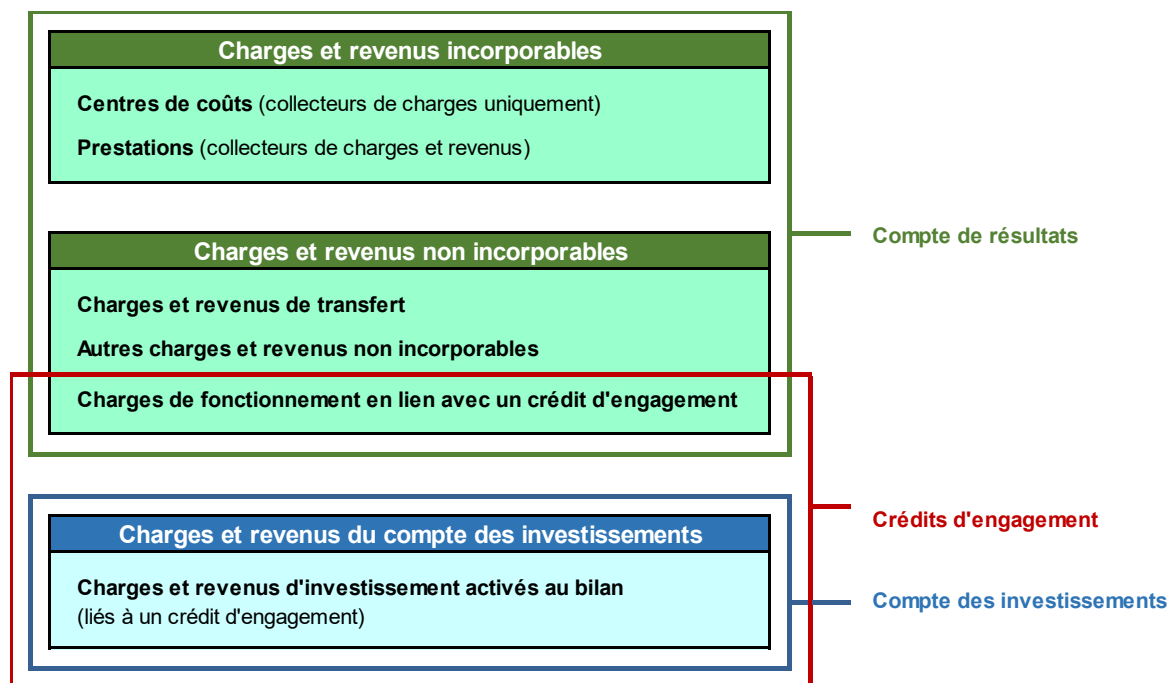 Charges et revenus incorporables
Centres de coûts (collecteurs de charges uniquement)
Prestations (collecteurs de charges et revenus)
Charges et revenus non incorporables
Compte de résultats
Charges et revenus de transfert
Autres charges et revenus non incorporables
Charges de fonctionnement en lien avec un crédit d'engagement
Crédits d'engagement
Charges et revenus du compte des investissements
Charges et revenus d'investissement activés au bilan
(liés à un crédit d'engagement)
Compte des investissements